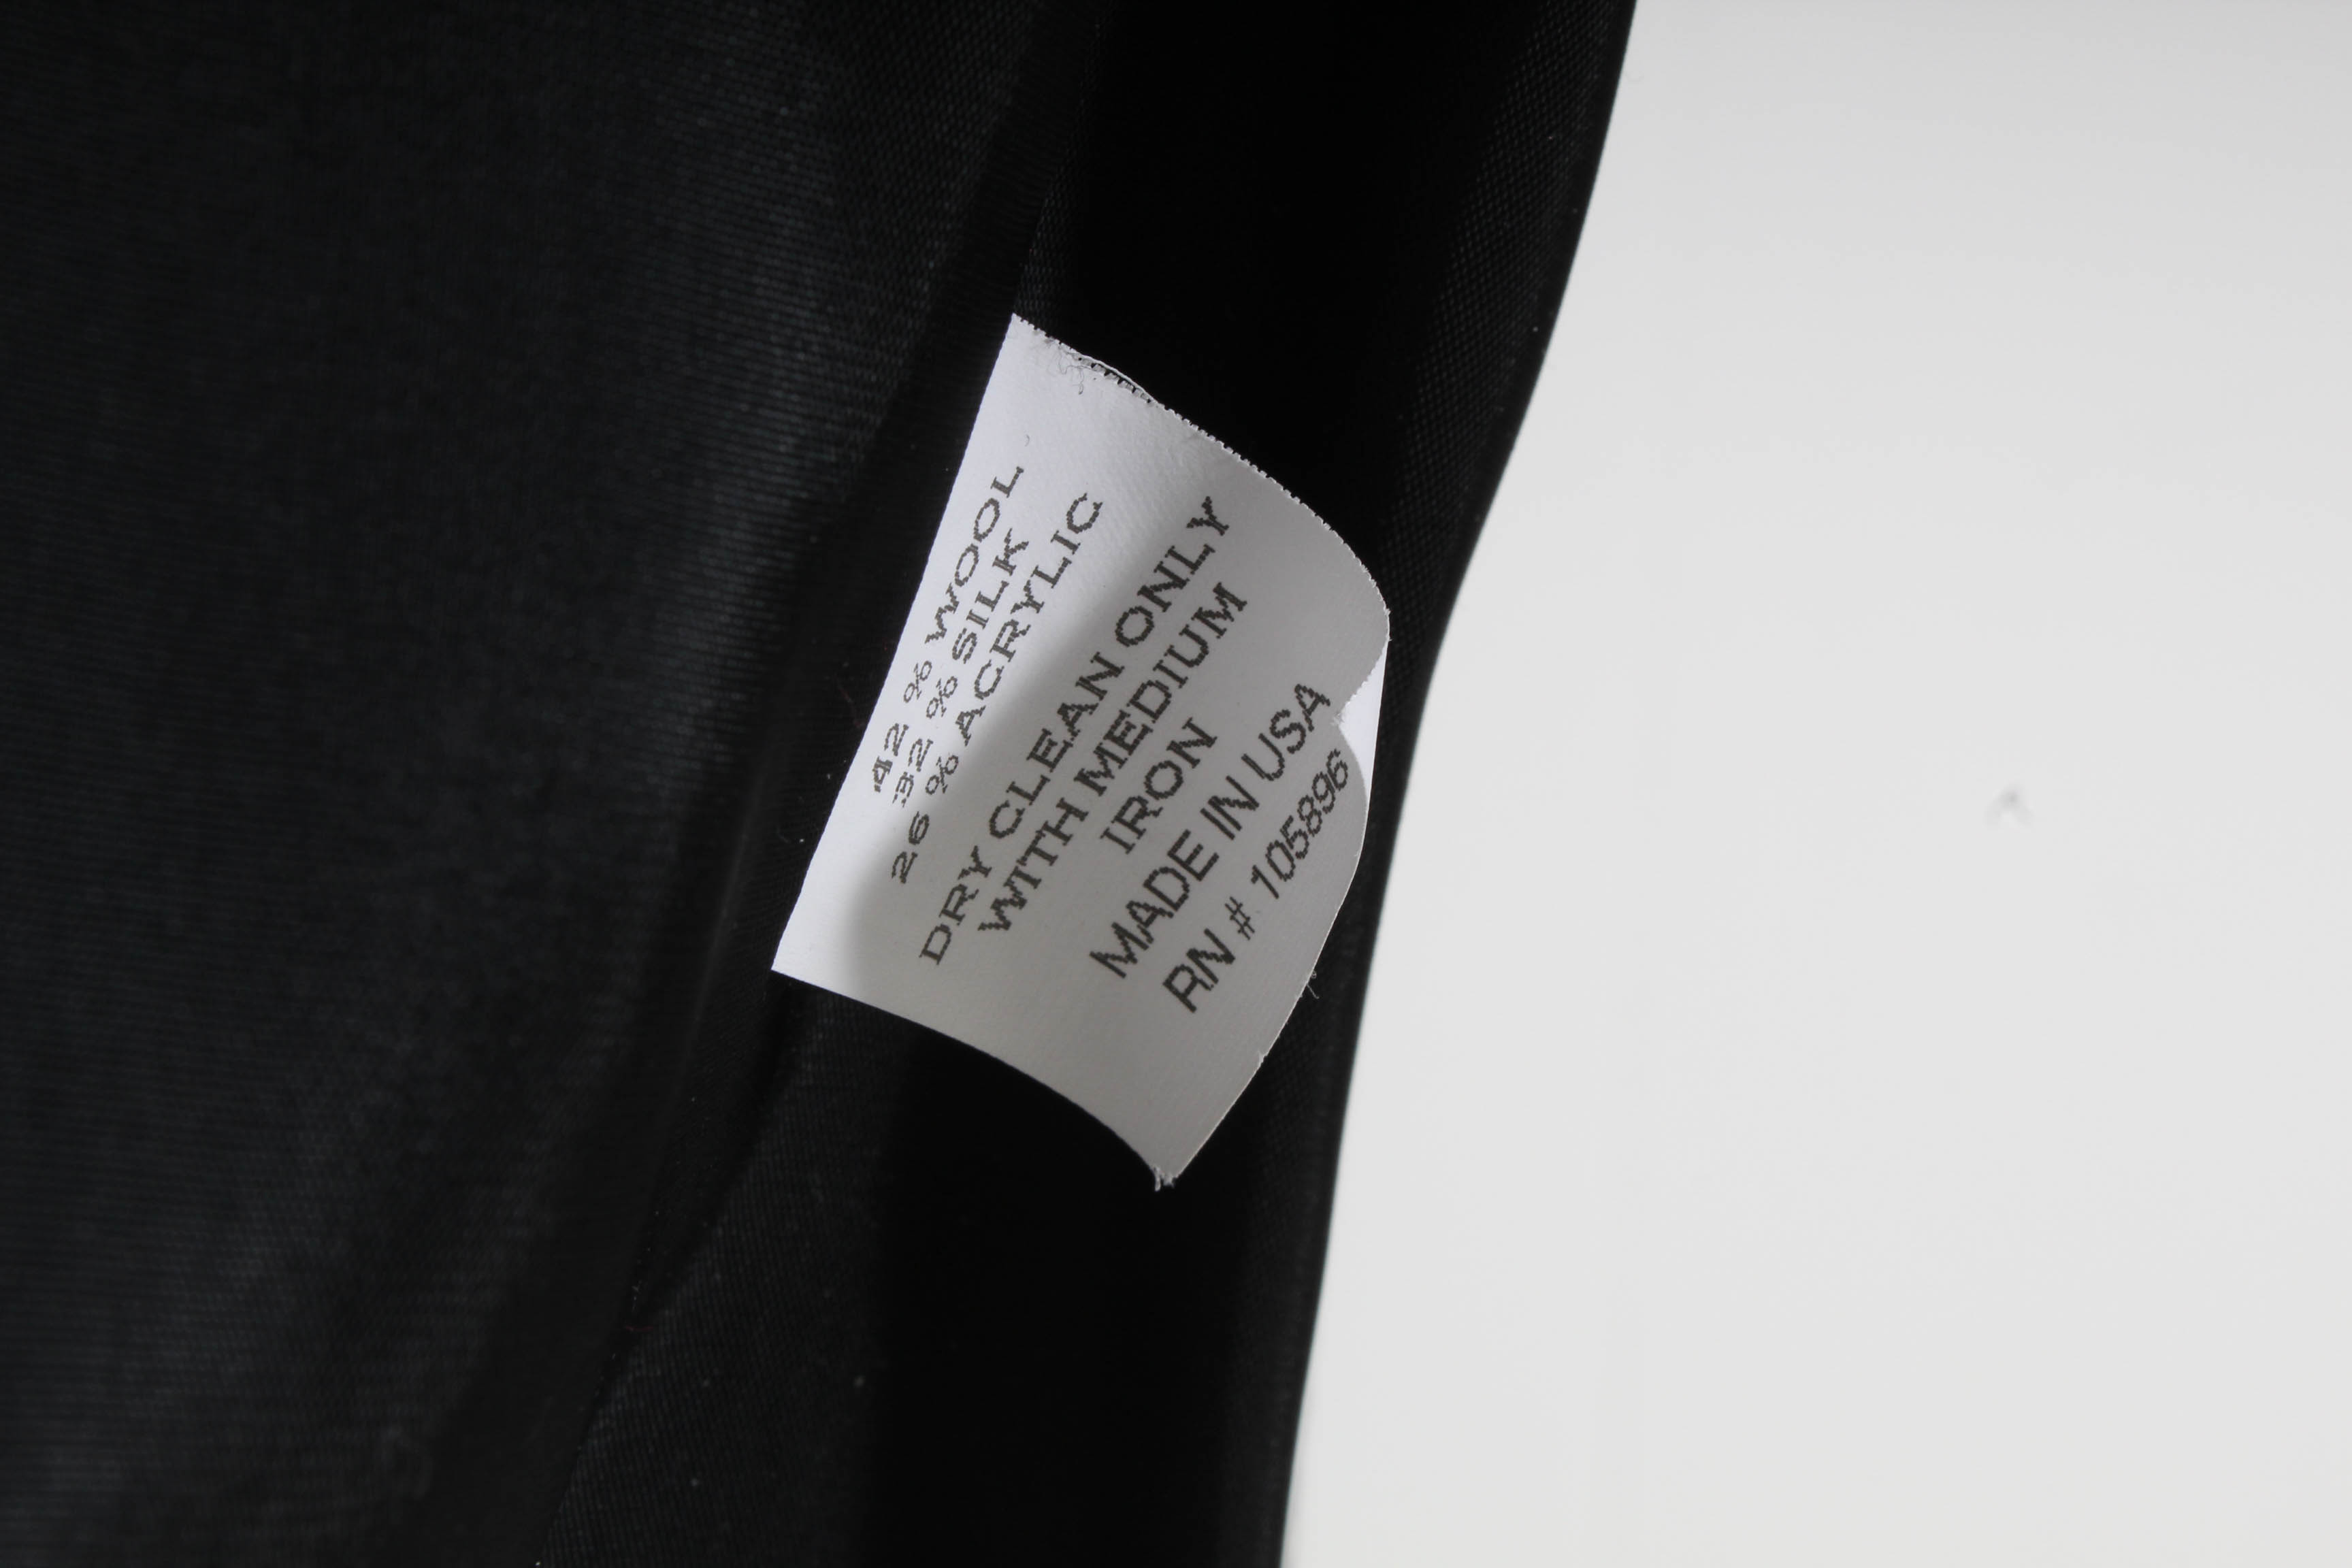 42 % WOOL
32 % SILK
26 % ACRYLIC
DRY CLEAN ONLY
WITH MEDIUM
IRON
MADE IN USA
RN # 105896